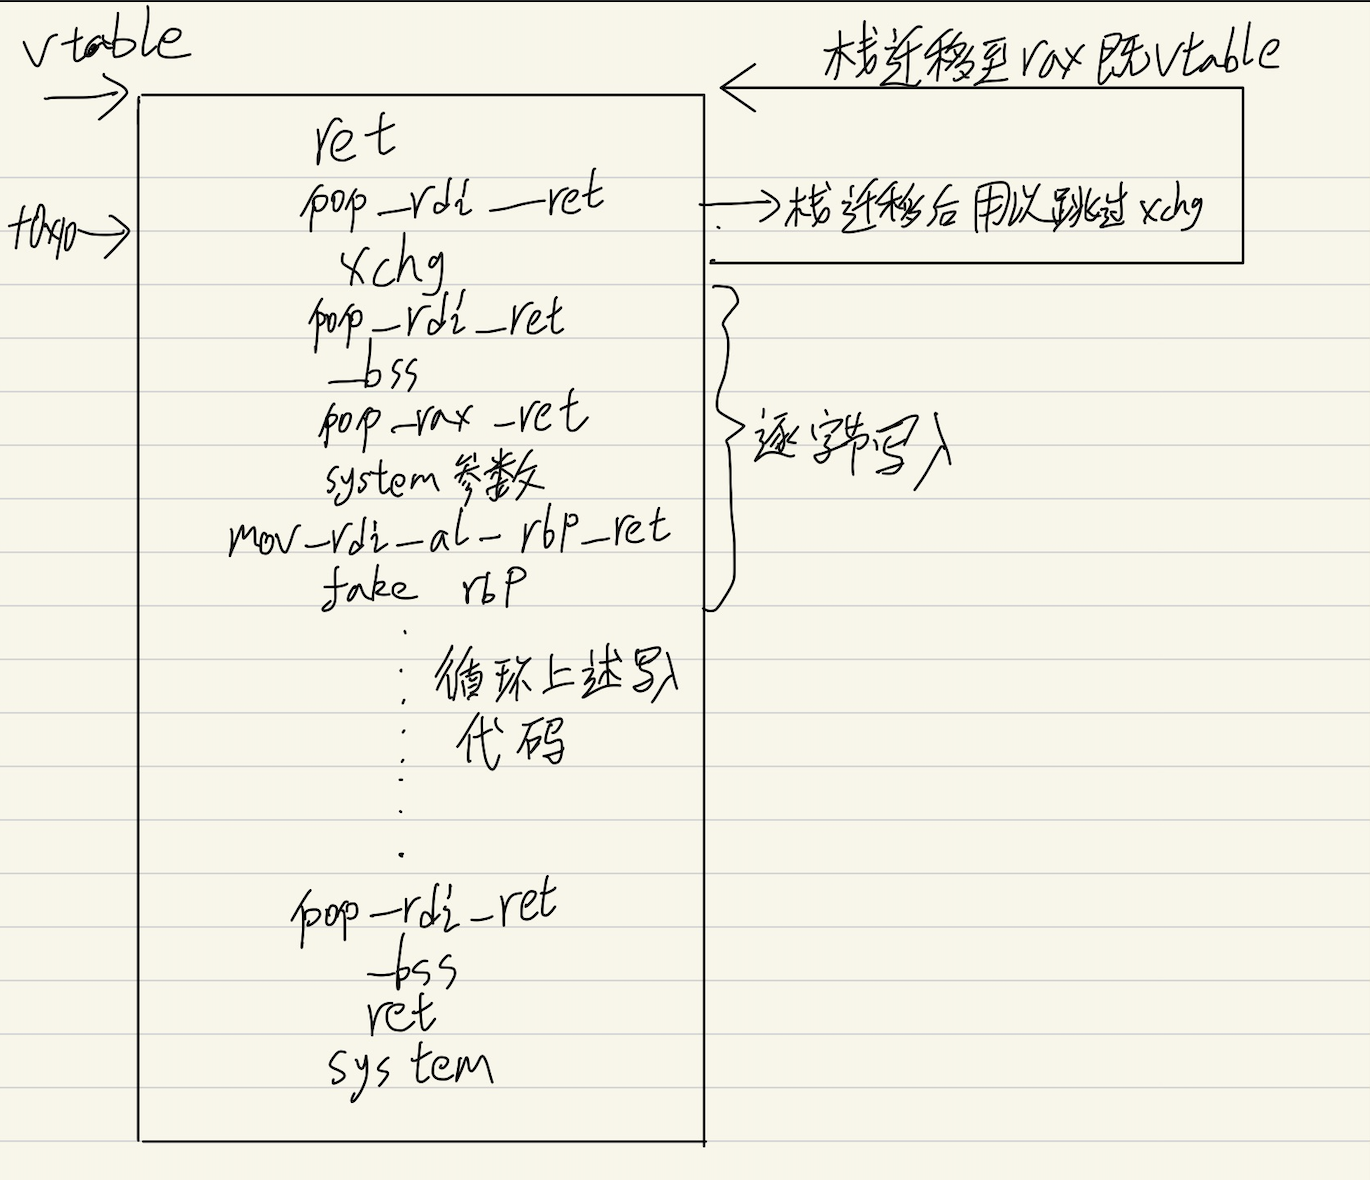 vtable
栈迁移至rax既vtable
ret
pop_rdi_ret
栈迁移后用以跳过xchg
+0x10
xchg
pop_rdi_ret
_bss
pop_rax_ret
逐字节写入
system参数
mov_rdi_al_rbp_ret
fake rbp
循环上述写入
代码
pop_rdi_ret
_bss
ret
system